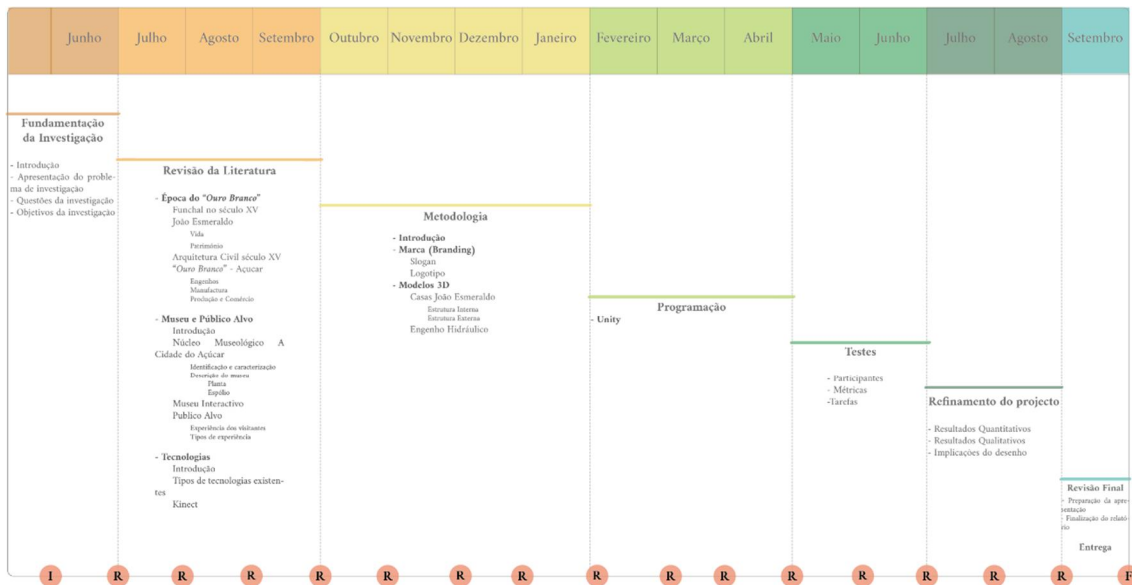 Junho Julho Agosto Setembro Outubro Novembro Dezembro Janeiro Fevereiro Março Abril Maio Junho Julho Agosto Setembro
Fundamentação
da Investigação
- Introdução
- Apresentação do proble-
ma de investigação
- Questões da investigação
- Objetivos da investigação
Revisão da Literatura
- Época do “Ouro Branco”
Funchal no século XV
João Esmeraldo
Vida
Património
Arquitetura Civil século XV
“Ouro Branco” - Açucar
Engenhos
Manufactura
Produção e Comércio
- Museu e Público Alvo
Introdução
Núcleo Museológico A
Cidade do Açúcar
Identificação e caracterização
Descrição do museu
Planta
Espólio
Museu Interactivo
Publico Alvo
Experiência dos visitantes
Tipos de experiência
- Tecnologias
Introdução
Tipos de tecnologias existen-
tes
Kinect
Metodologia
- Introdução
- Marca (Branding)
Slogan
Logotipo
- Modelos 3D
Casas João Esmeraldo
Estrutura Interna
Estrutura Externa
Engenho Hidráulico
Programação
- Unity
Testes
- Participantes
- Métricas
-Tarefas
Refinamento do projecto
- Resultados Quantitativos
- Resultados Qualitativos
- Implicações do desenho
Revisão Final
- Preparação da apre-
sentação
- Finalização do relató-
rio
Entrega
I R R R R R R R R R R R R R R R F